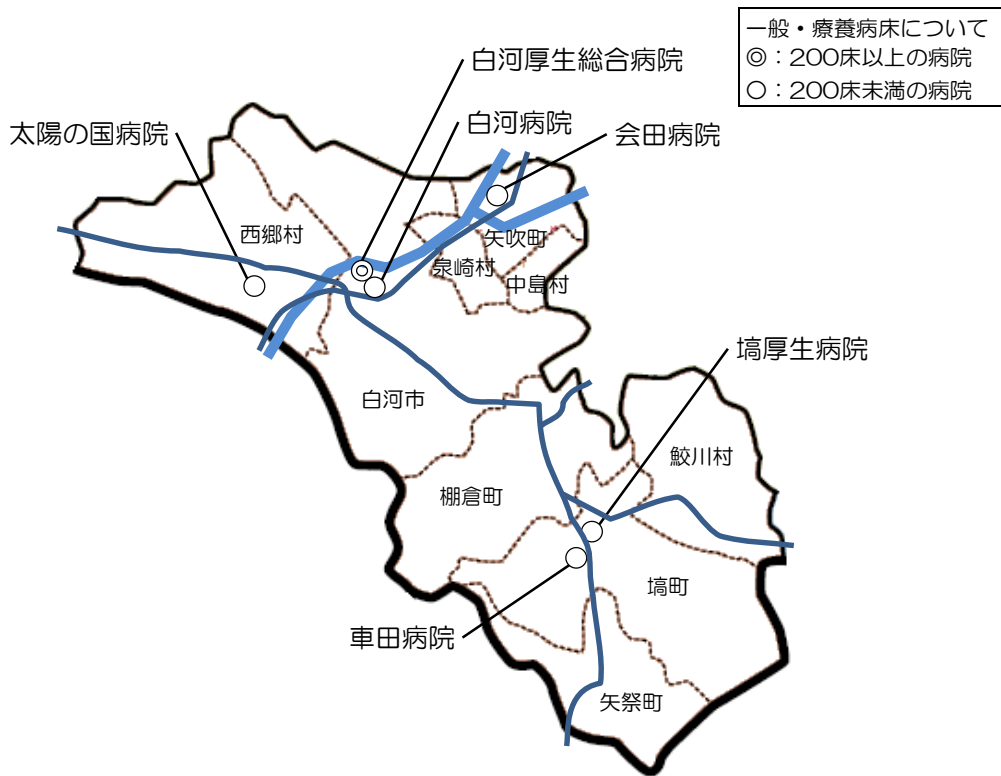 一般・療養病床について
◎：200床以上の病院
○：200床未満の病院
白河厚生総合病院
白河病院
会田病院
太陽の国病院
西郷村
矢吹町
泉崎村
中島村
塙厚生病院
白河市
鮫川村
棚倉町
塙町
車田病院
矢祭町